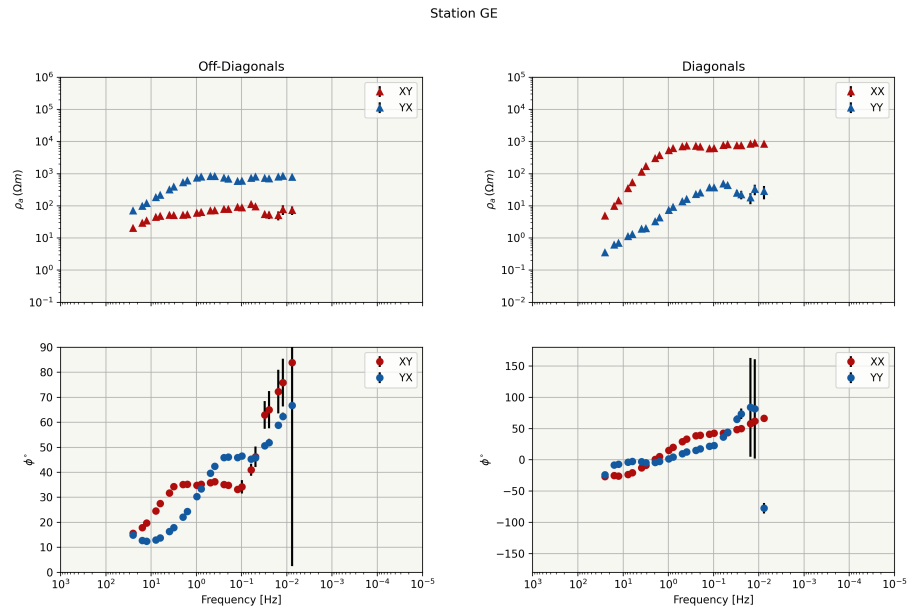 Station GE
Off-Diagonals
10⁶
10⁵
10⁴
10³
10²
10¹
10⁰
10⁻¹
ρₐ (Ωm)
XY
YX
Diagonals
10⁵
10⁴
10³
10²
10¹
10⁰
10⁻¹
10⁻²
ρₐ (Ωm)
XX
YY
90
80
70
60
50
40
30
20
10
0
ϕ°
XY
YX
10³ 10² 10¹ 10⁰ 10⁻¹ 10⁻² 10⁻³ 10⁻⁴ 10⁻⁵
Frequency [Hz]
150
100
50
0
−50
−100
−150
ϕ°
XX
YY
10³ 10² 10¹ 10⁰ 10⁻¹ 10⁻² 10⁻³ 10⁻⁴ 10⁻⁵
Frequency [Hz]